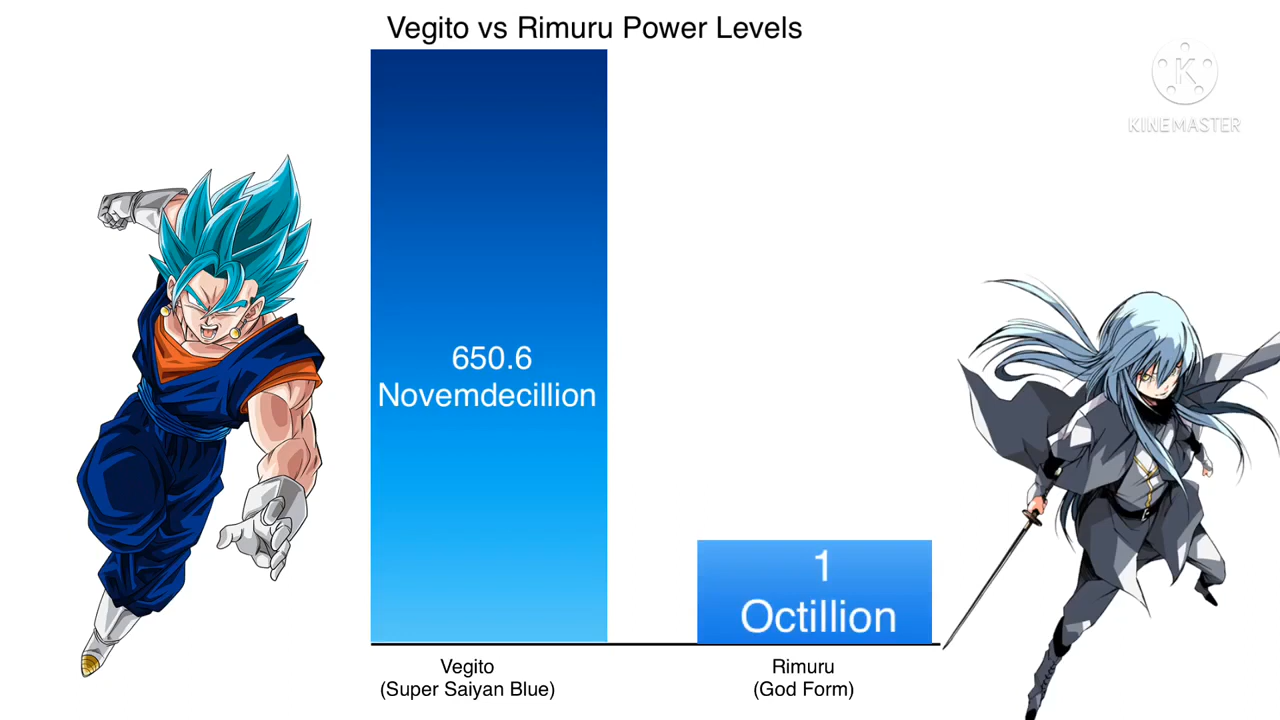 Vegito vs Rimuru Power Levels
K
KINEMASTER
650.6
Novemdecillion
1
Octillion
Vegito
(Super Saiyan Blue)
Rimuru
(God Form)